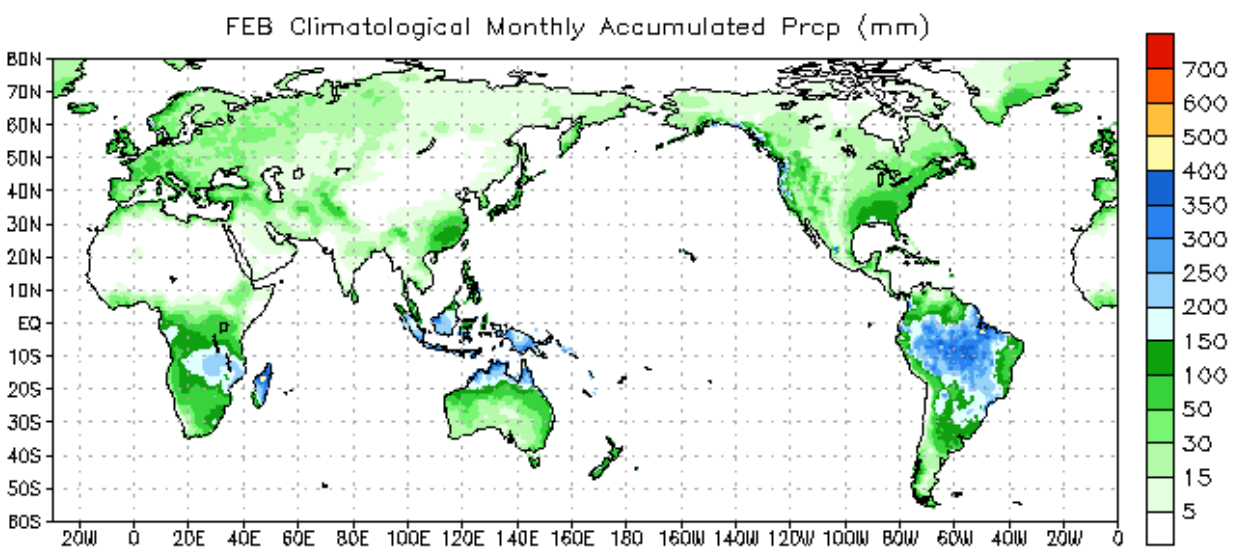 FEB Climatological Monthly Accumulated Prcp (mm)
80N
70N
60N
50N
40N
30N
20N
10N
EQ
10S
20S
30S
40S
50S
60S
20W 0 20E 40E 60E 80E 100E 120E 140E 160E 180 160W 140W 120W 100W 80W 60W 40W 20W 0
700
600
500
400
350
300
250
200
150
100
50
30
15
5